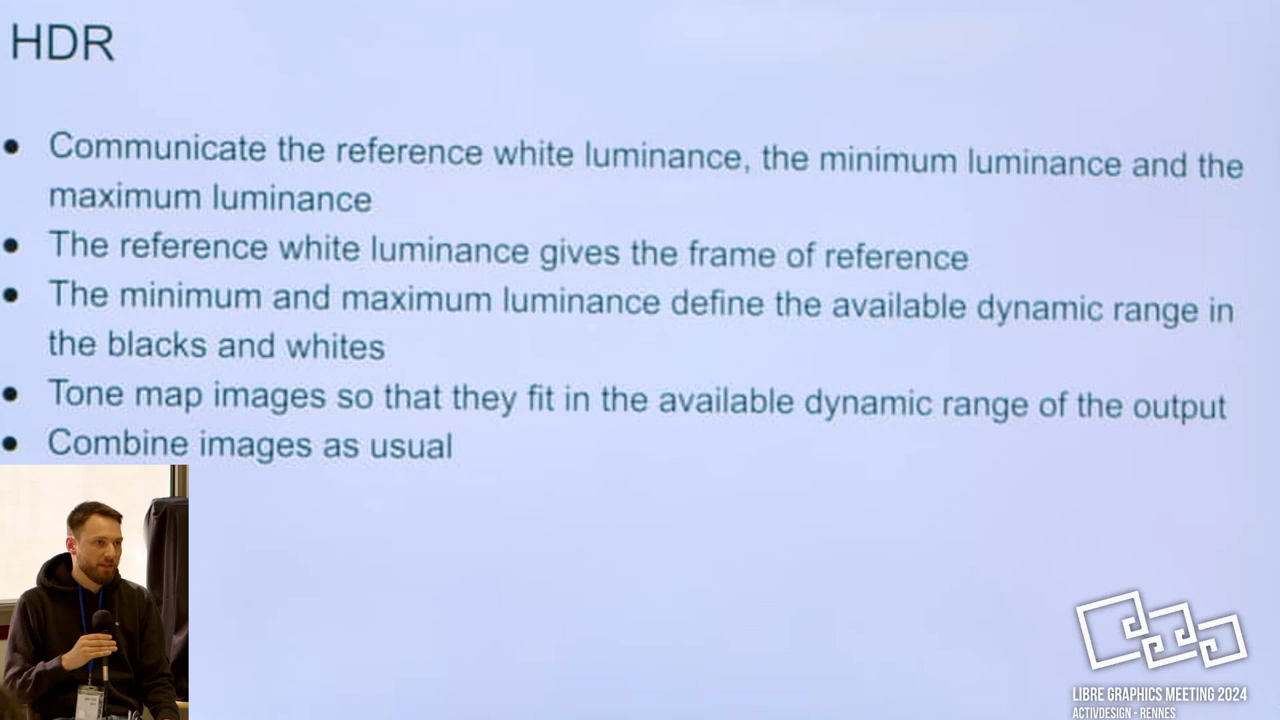 HDR
● Communicate the reference white luminance, the minimum luminance and the
maximum luminance
● The reference white luminance gives the frame of reference
● The minimum and maximum luminance define the available dynamic range in
the blacks and whites
● Tone map images so that they fit in the available dynamic range of the output
● Combine images as usual
LIBRE GRAPHICS MEETING 2024
ACTIVDESIGN - RENNES